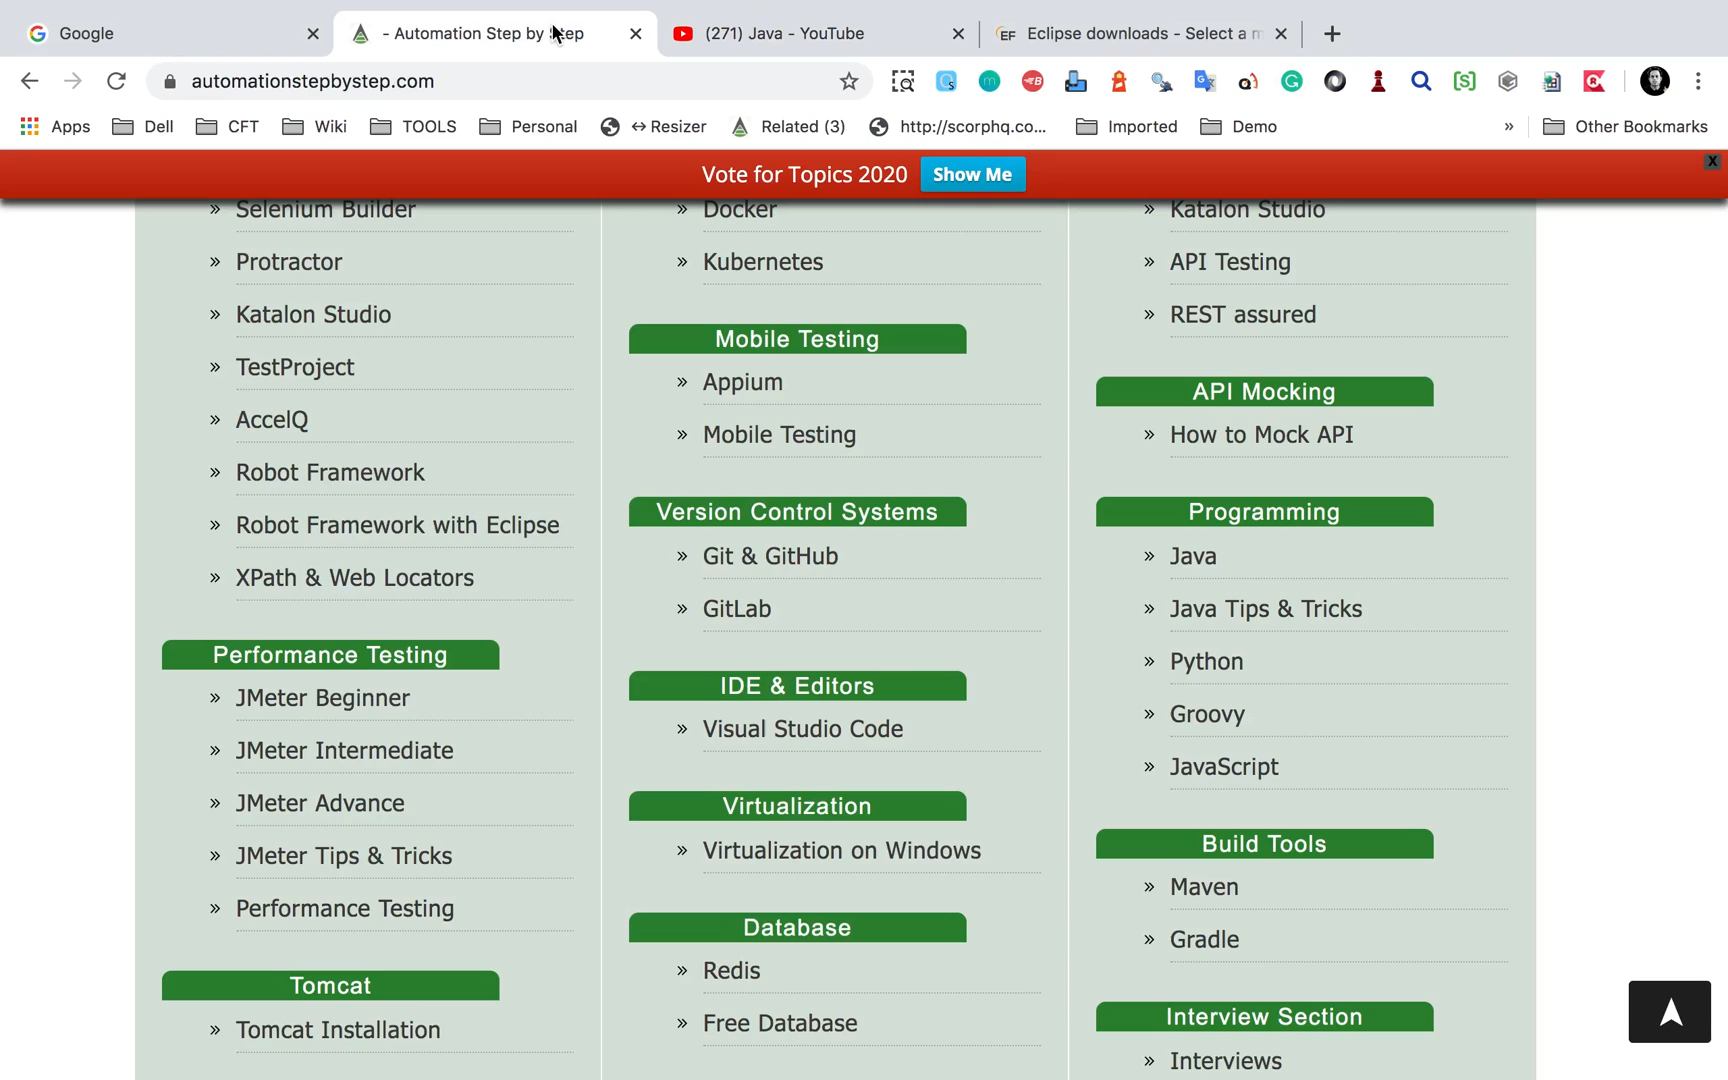 Google
- Automation Step by Step
(271) Java - YouTube
Eclipse downloads - Select a m
automationstepbystep.com
Apps
Dell
CFT
Wiki
TOOLS
Personal
↔Resizer
Related (3)
http://scorphq.co...
Imported
Demo
»
Other Bookmarks
Vote for Topics 2020
Show Me
X
» Selenium Builder
» Protractor
» Katalon Studio
» TestProject
» AccelQ
» Robot Framework
» Robot Framework with Eclipse
» XPath & Web Locators
Performance Testing
» JMeter Beginner
» JMeter Intermediate
» JMeter Advance
» JMeter Tips & Tricks
» Performance Testing
Tomcat
» Tomcat Installation
» Docker
» Kubernetes
Mobile Testing
» Appium
» Mobile Testing
Version Control Systems
» Git & GitHub
» GitLab
IDE & Editors
» Visual Studio Code
Virtualization
» Virtualization on Windows
Database
» Redis
» Free Database
» Katalon Studio
» API Testing
» REST assured
API Mocking
» How to Mock API
Programming
» Java
» Java Tips & Tricks
» Python
» Groovy
» JavaScript
Build Tools
» Maven
» Gradle
Interview Section
» Interviews